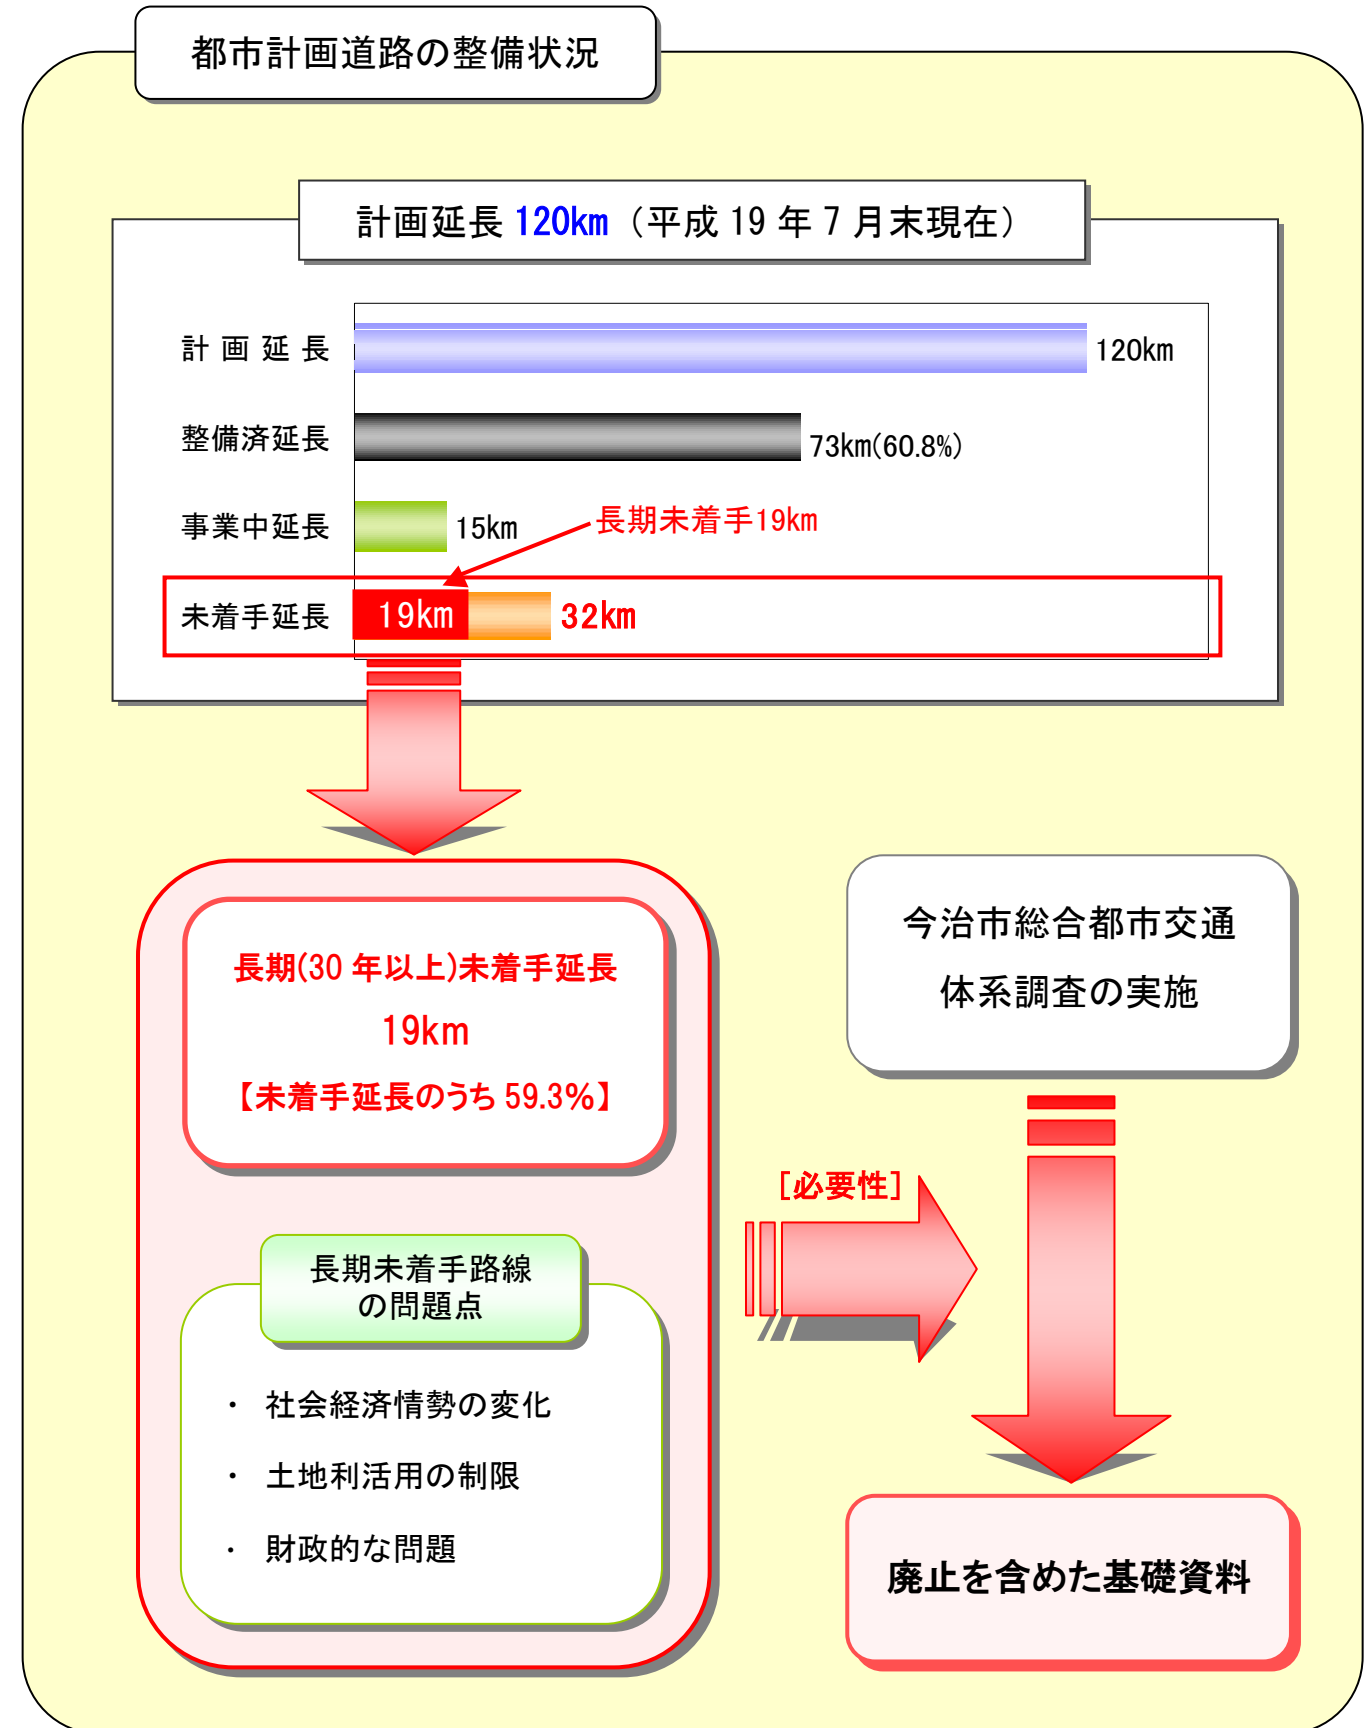 都市計画道路の整備状況
計画延長 120km（平成 19 年 7 月末現在）
計画延長 120km
整備済延長 73km(60.8%)
事業中延長 15km 長期未着手19km
未着手延長 19km 32km
長期(30 年以上)未着手延長
19km
【未着手延長のうち 59.3%】
今治市総合都市交通
体系調査の実施
［必要性］
長期未着手路線
の問題点
・ 社会経済情勢の変化
・ 土地利活用の制限
・ 財政的な問題
廃止を含めた基礎資料